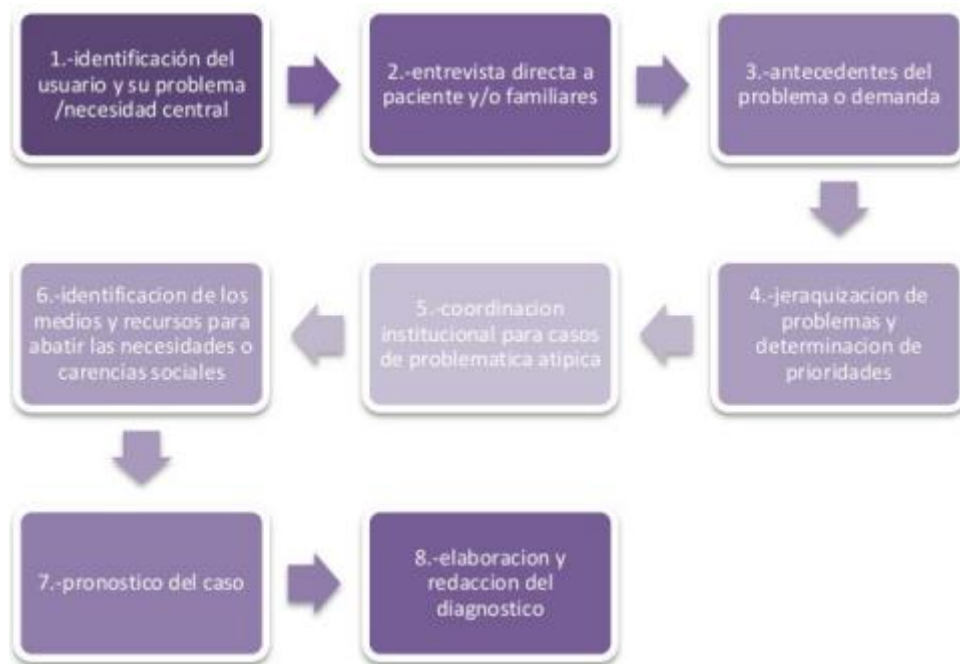 1.-identificación del
usuario y su problema
/necesidad central
2.-entrevista directa a
paciente y/o familiares
3.-antecedentes del
problema o demanda
4.-jeraquizacion de
problemas y
determinacion de
prioridades
5.-coordinacion
institucional para casos
de problematica atipica
6.-identificacion de los
medios y recursos para
abatir las necesidades o
carencias sociales
7.-pronostico del caso
8.-elaboracion y
redaccion del
diagnostico